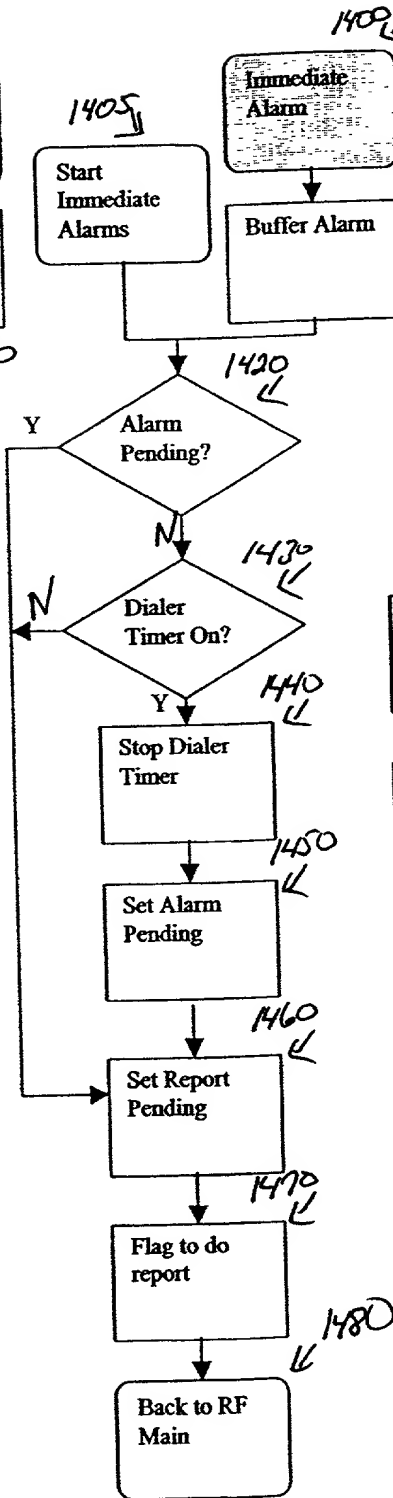 1400
Immediate
Alarm
1405
Start
Immediate
Alarms
Buffer Alarm
1420
Alarm
Pending?
Y
N
1430
Dialer
Timer On?
N
Y
1440
Stop Dialer
Timer
1450
Set Alarm
Pending
1460
Set Report
Pending
1470
Flag to do
report
1480
Back to RF
Main